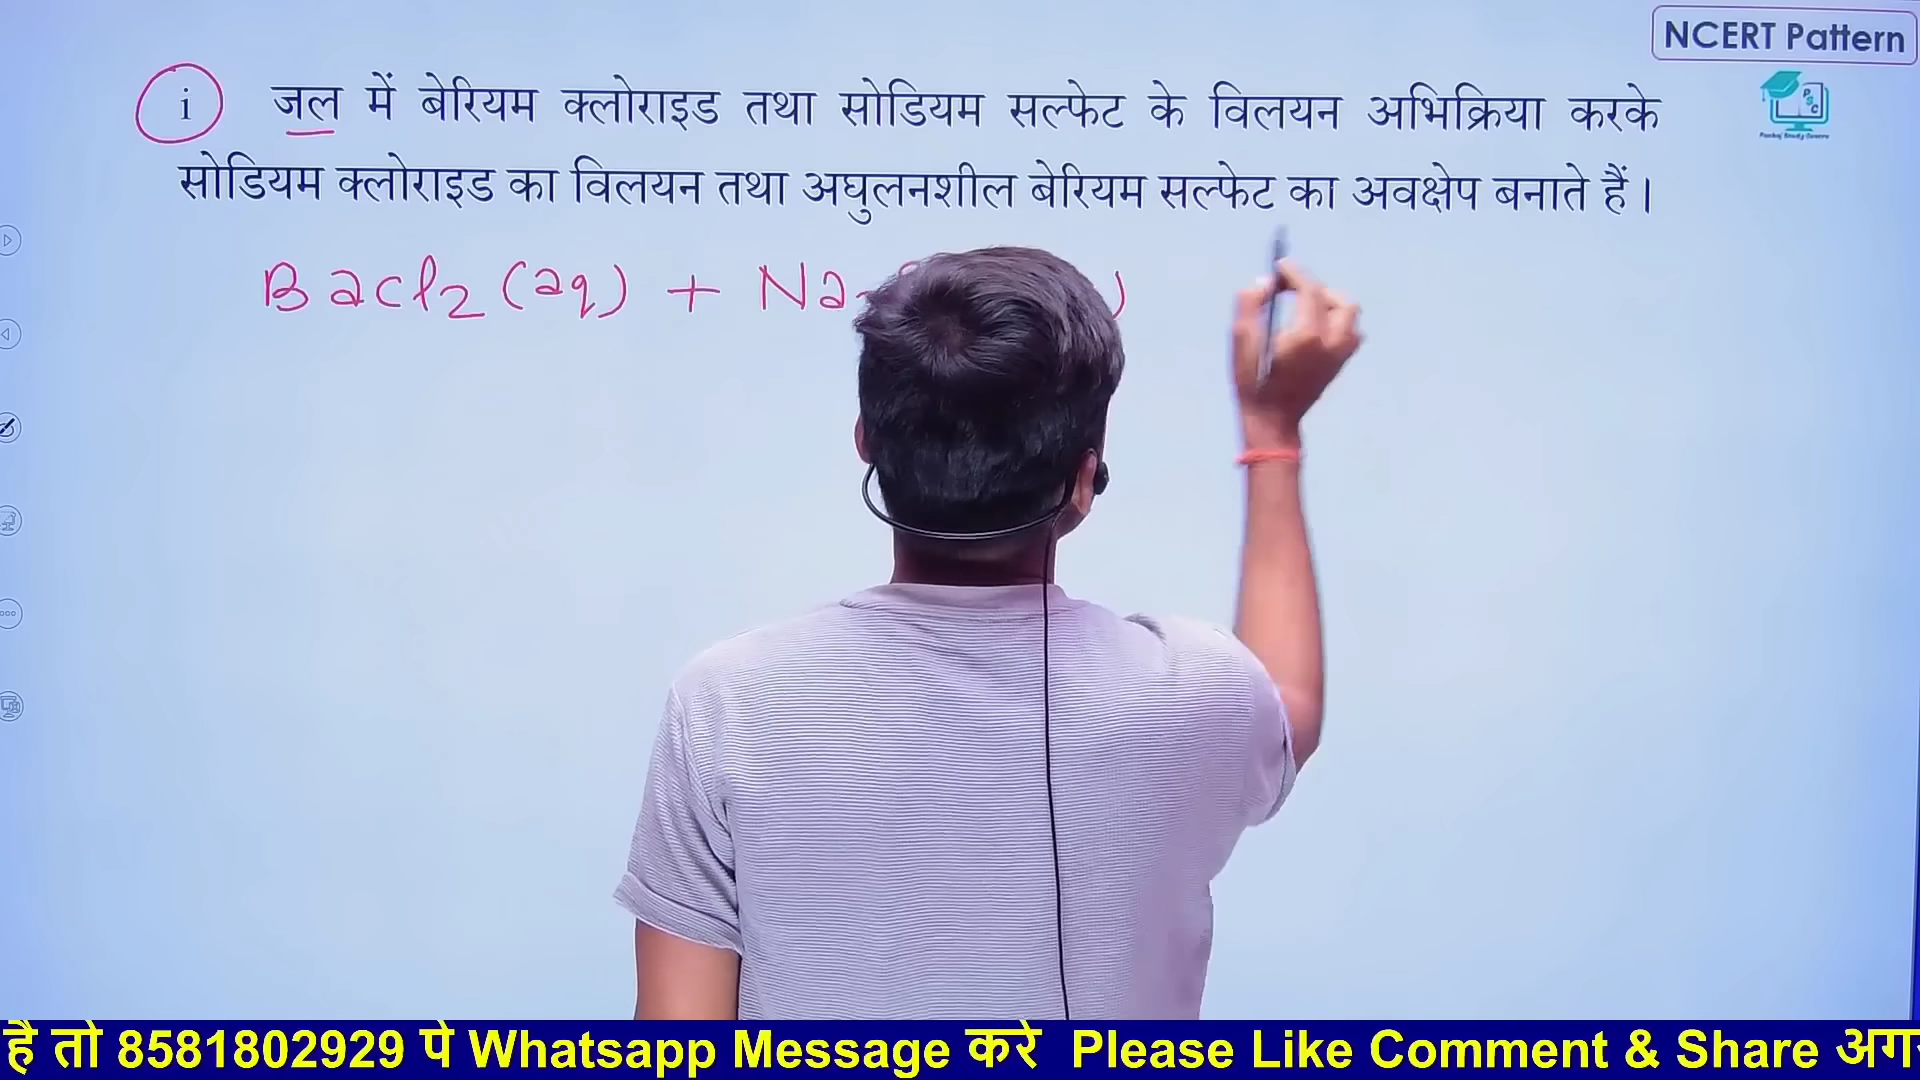 NCERT Pattern
i जल में बेरियम क्लोराइड तथा सोडियम सल्फेट के विलयन अभिक्रिया करके
PSC
सोडियम क्लोराइड का विलयन तथा अघुलनशील बेरियम सल्फेट का अवक्षेप बनाते हैं।
BaCl2 (aq) + Na )
है तो 8581802929 पे Whatsapp Message करे Please Like Comment & Share